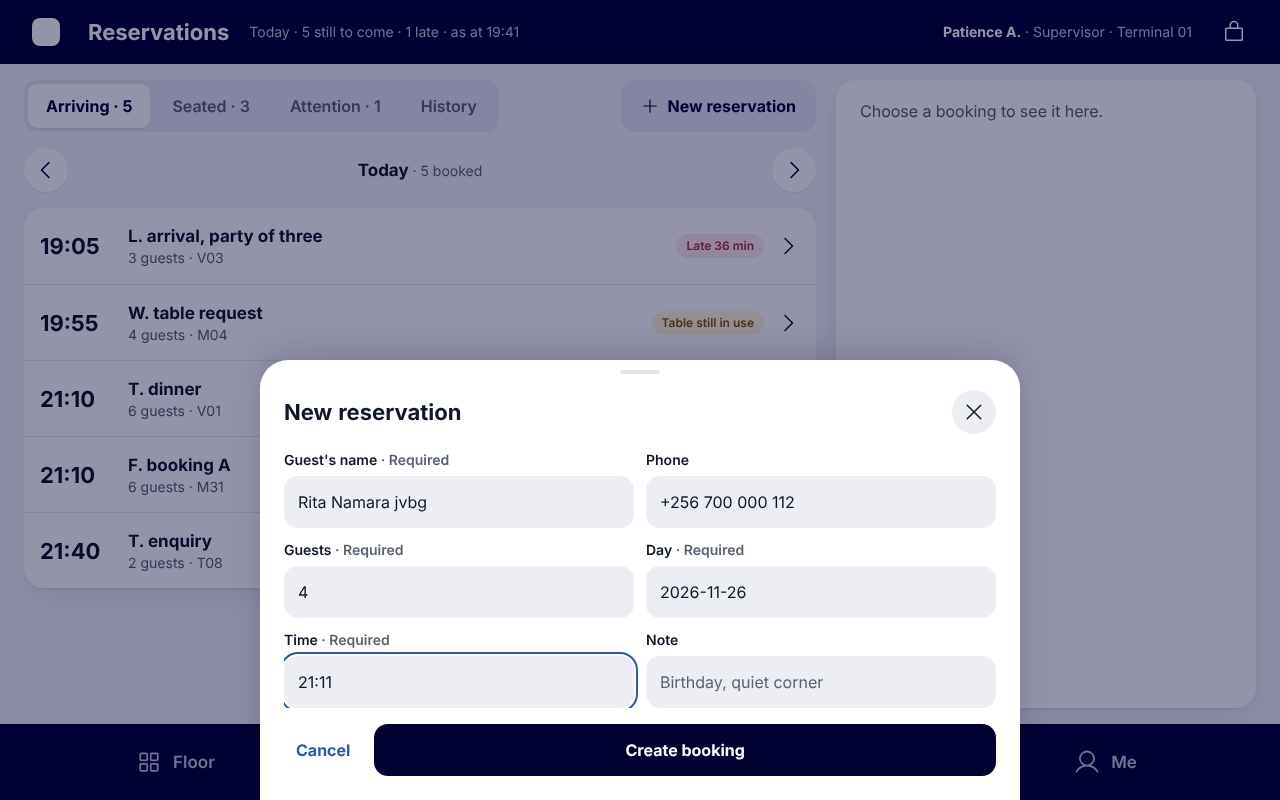 Reservations
Today · 5 still to come · 1 late · as at 19:41
Patience A. · Supervisor · Terminal 01
Arriving · 5
Seated · 3
Attention · 1
History
New reservation
Choose a booking to see it here.
Today · 5 booked
19:05
L. arrival, party of three
3 guests · V03
Late 36 min
19:55
W. table request
4 guests · M04
Table still in use
21:10
T. dinner
6 guests · V01
21:10
F. booking A
6 guests · M31
21:40
T. enquiry
2 guests · T08
New reservation
Guest's name · Required
Phone
Rita Namara jvbg
+256 700 000 112
Guests · Required
Day · Required
4
2026-11-26
Time · Required
Note
21:11
Birthday, quiet corner
Cancel
Create booking
Floor
Me